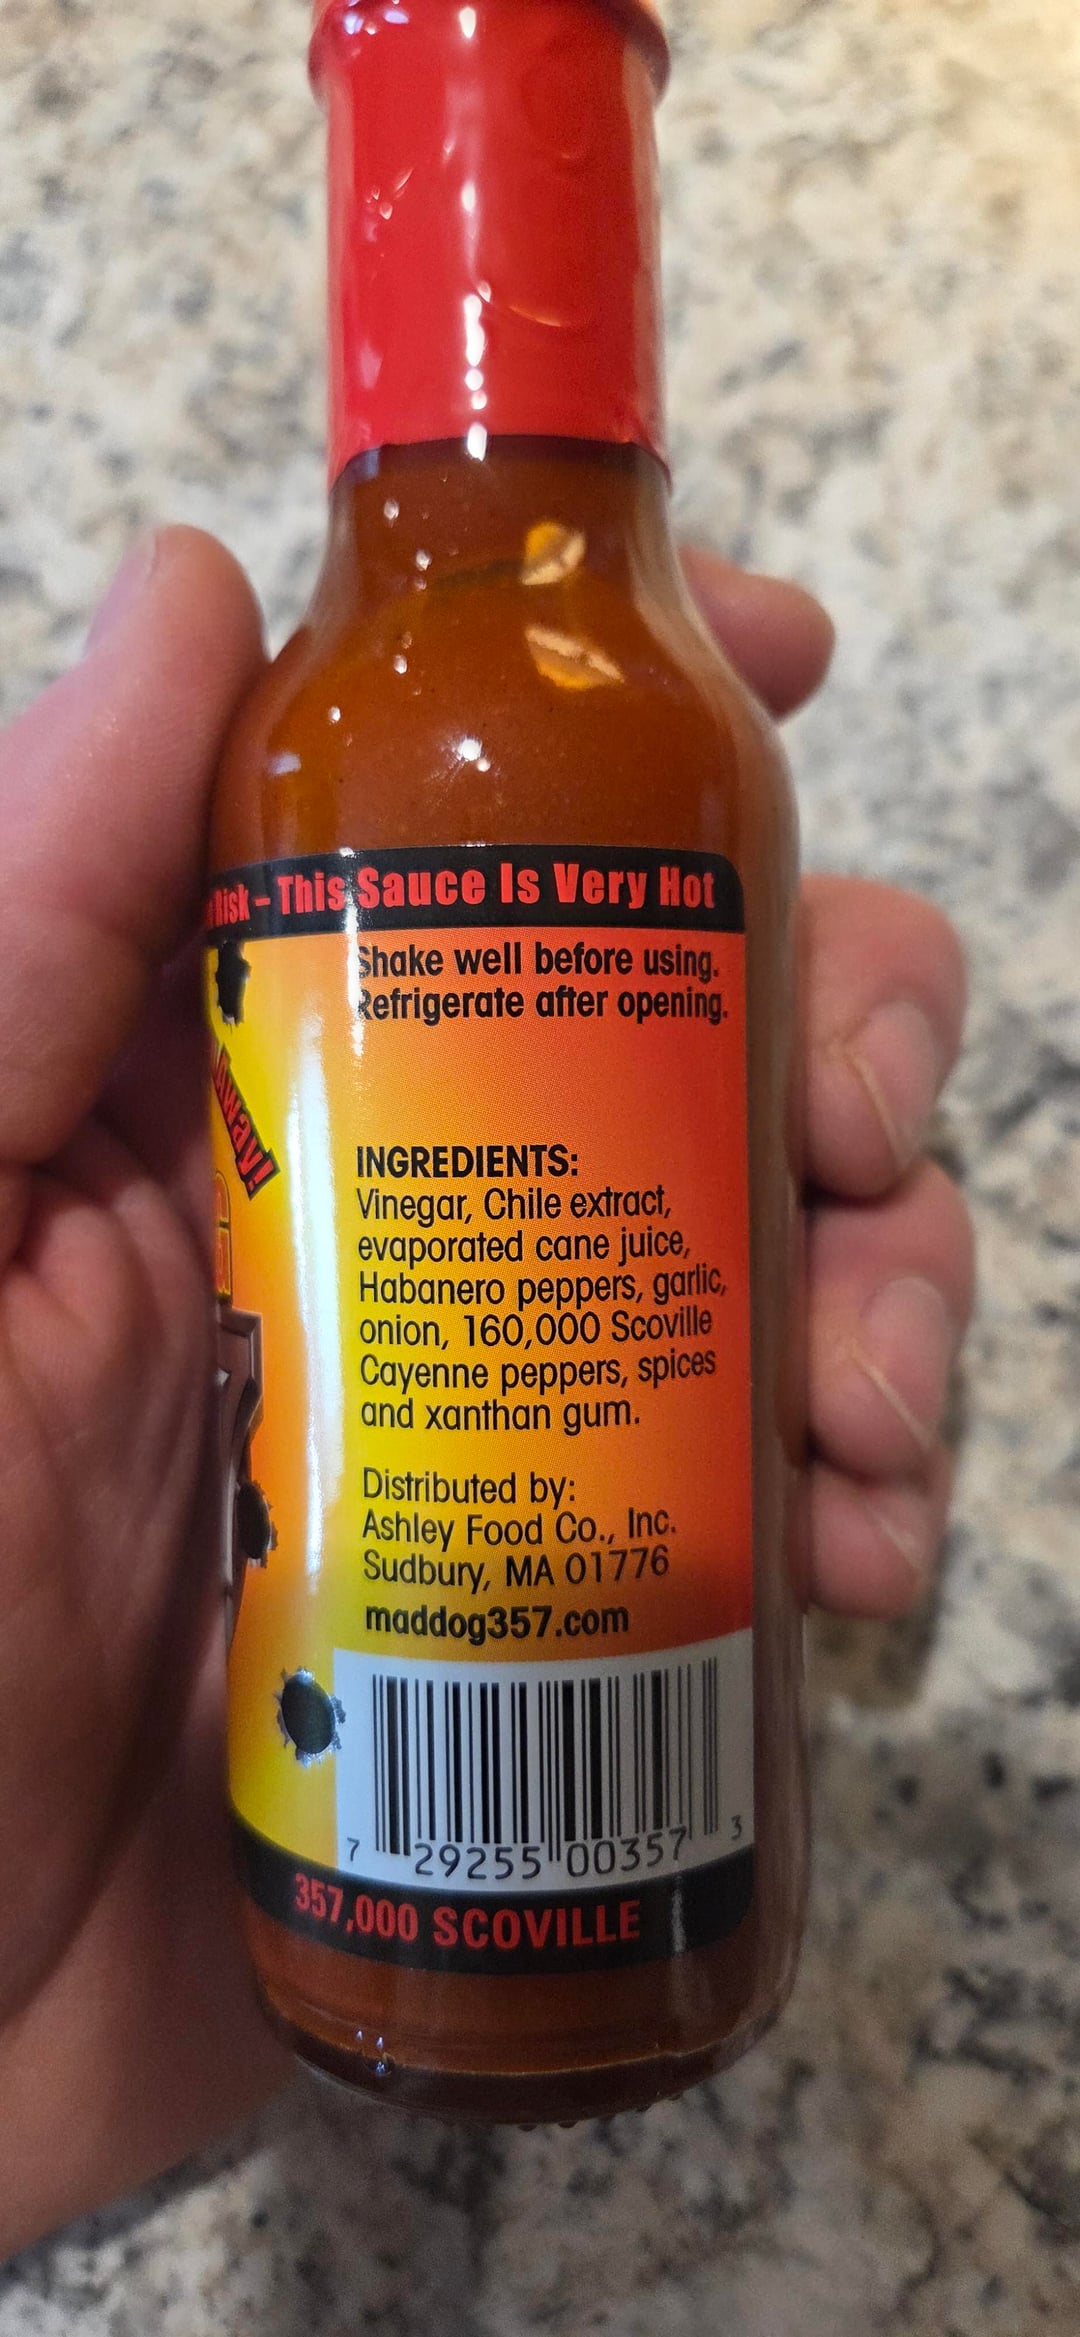 Risk – This Sauce Is Very Hot
Shake well before using.
Refrigerate after opening.
Away!
INGREDIENTS:
Vinegar, Chile extract,
evaporated cane juice,
Habanero peppers, garlic,
onion, 160,000 Scoville
Cayenne peppers, spices
and xanthan gum.
Distributed by:
Ashley Food Co., Inc.
Sudbury, MA 01776
maddog357.com
7 29255 00357 3
357,000 SCOVILLE